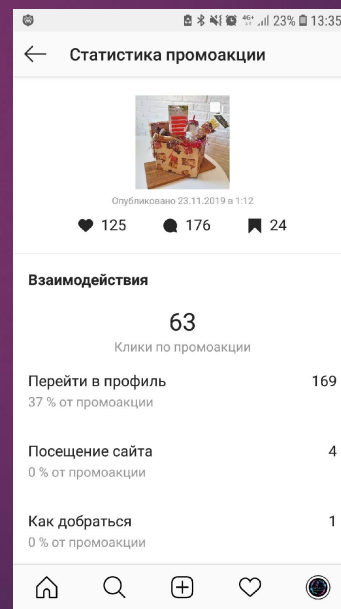 23% 13:35
Статистика промоакции
Опубликовано 23.11.2019 в 1:12
125 176 24
Взаимодействия
63
Клики по промоакции
Перейти в профиль 169
37 % от промоакции
Посещение сайта 4
0 % от промоакции
Как добраться 1
0 % от промоакции